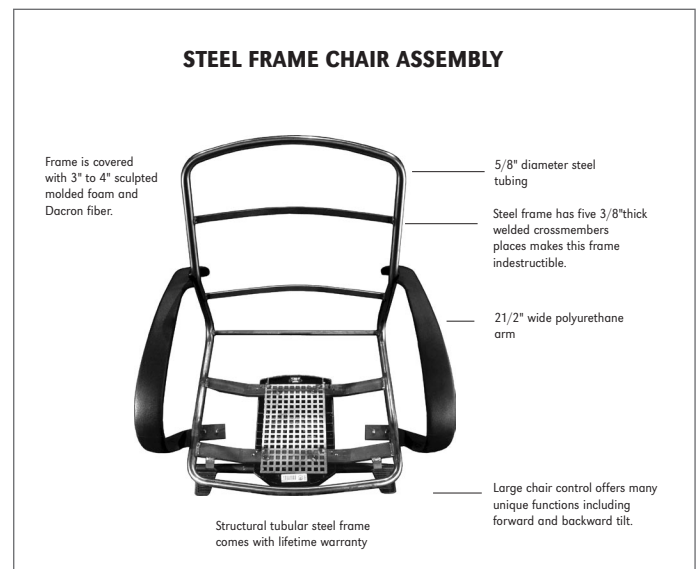 STEEL FRAME CHAIR ASSEMBLY
Frame is covered
with 3" to 4" sculpted
molded foam and
Dacron fiber.
5/8" diameter steel
tubing
Steel frame has five 3/8"thick
welded crossmembers
places makes this frame
indestructible.
21/2" wide polyurethane
arm
Large chair control offers many
unique functions including
forward and backward tilt.
Structural tubular steel frame
comes with lifetime warranty